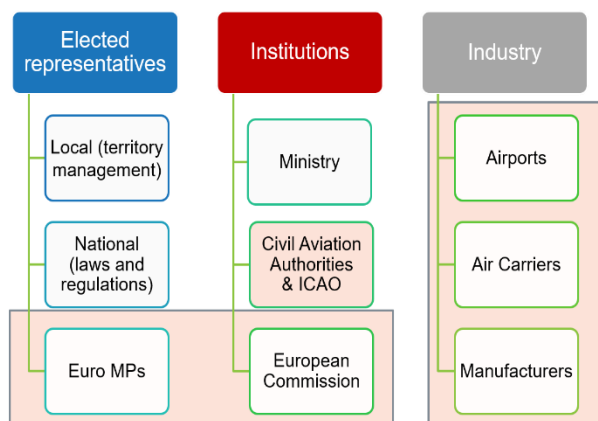 Elected
representatives
Local (territory
management)
National
(laws and
regulations)
Euro MPs
Institutions
Ministry
Civil Aviation
Authorities
& ICAO
European
Commission
Industry
Airports
Air Carriers
Manufacturers